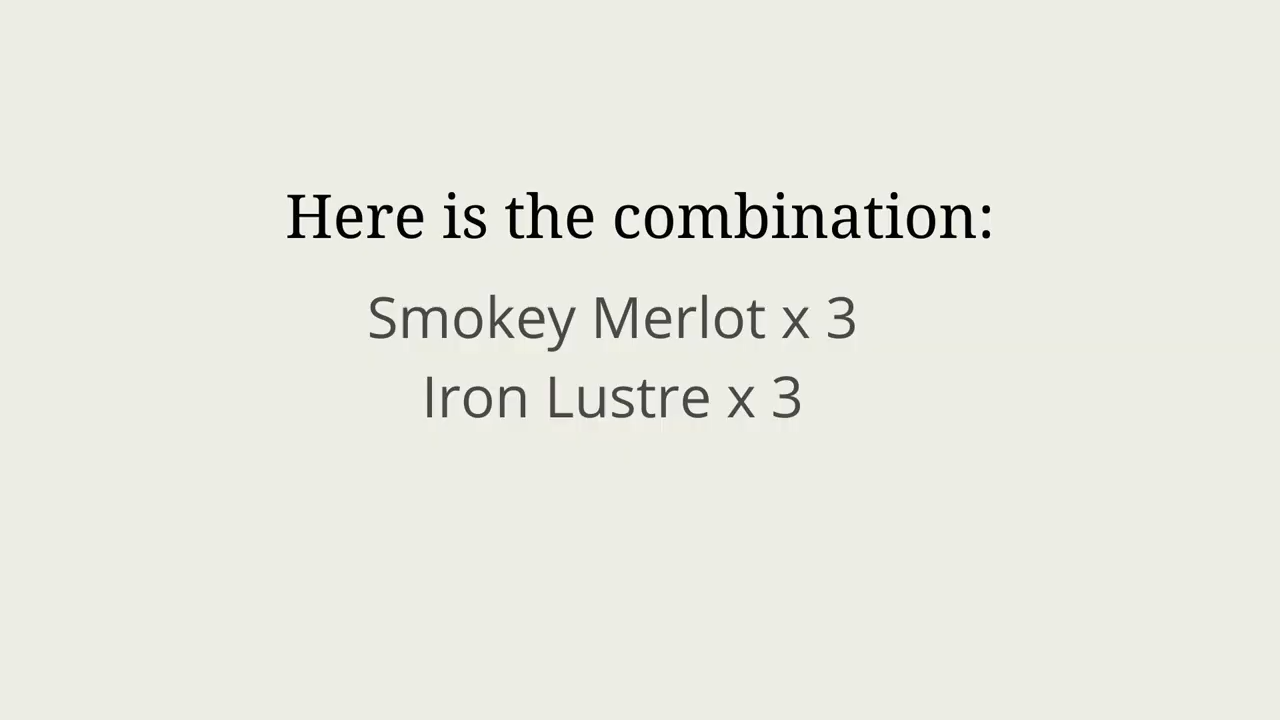 Here is the combination:
Smokey Merlot x 3
Iron Lustre x 3